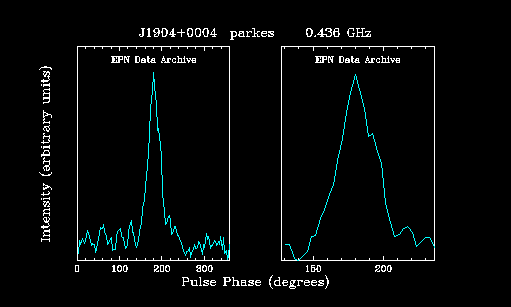 J1904+0004 parkes 0.436 GHz
EPN Data Archive
EPN Data Archive
Intensity (arbitrary units)
0 100 200 300
150 200
Pulse Phase (degrees)